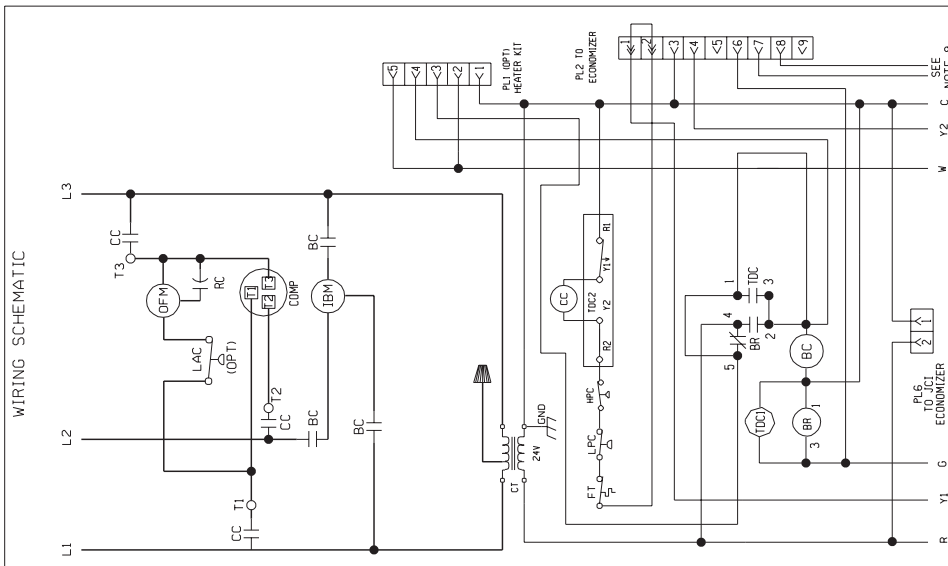 WIRING SCHEMATIC
L3
L2
L1
T3
CC
OFM
RC
LAC
(OPT)
T1
T2
T3
COMP
BC
IBM
T2
CC
BC
BC
T1
CC
5
4
3
2
1
PL1 (OPT)
HEATER KIT
PL2 TO
ECONOMIZER
1
2
3
4
5
6
7
8
9
SEE
C
Y2
W
CT
24V
GND
FT
LPC
HPC
R2
Y2
TDC2
CC
Y1
R1
1
TDC
3
4
BR
2
5
BC
TDC1
BR
1
3
2
1
PL6
TO JCI
ECONOMIZER
G
Y1
R